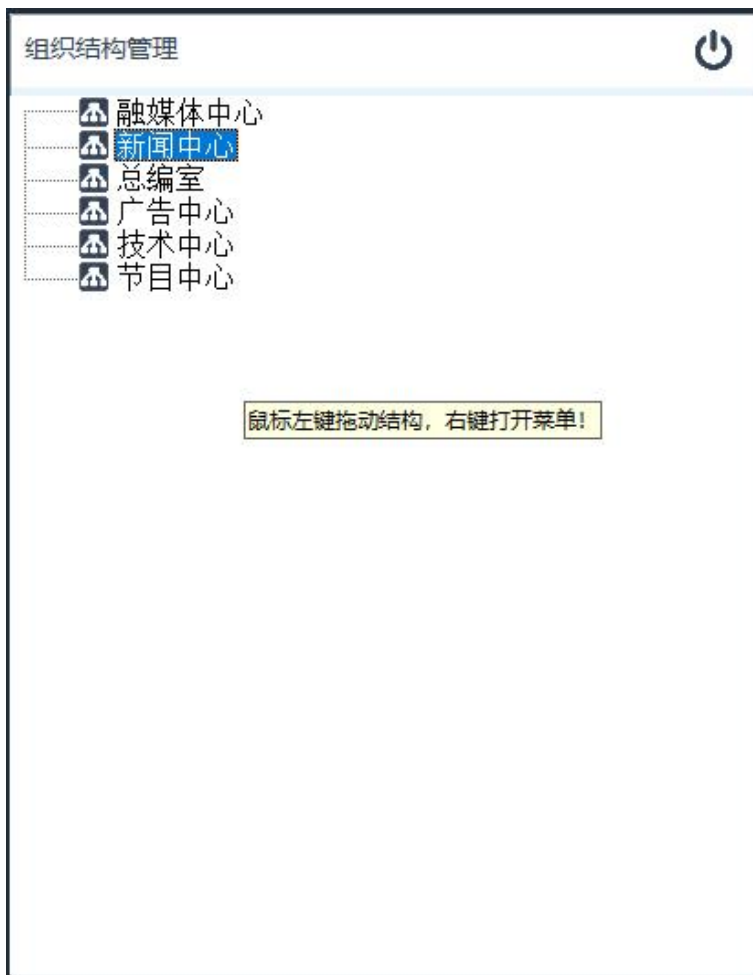 组织结构管理
融媒体中心
新闻中心
总编室
广告中心
技术中心
节目中心
鼠标左键拖动结构，右键打开菜单！